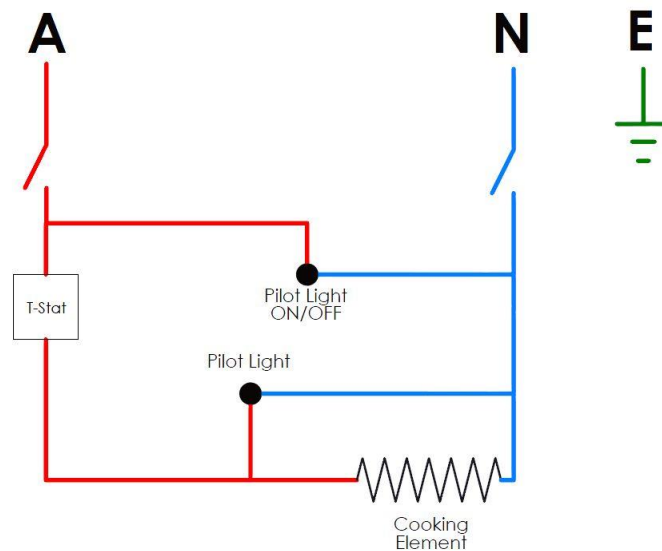 A
N
E
T-Stat
Pilot Light
ON/OFF
Pilot Light
Cooking
Element